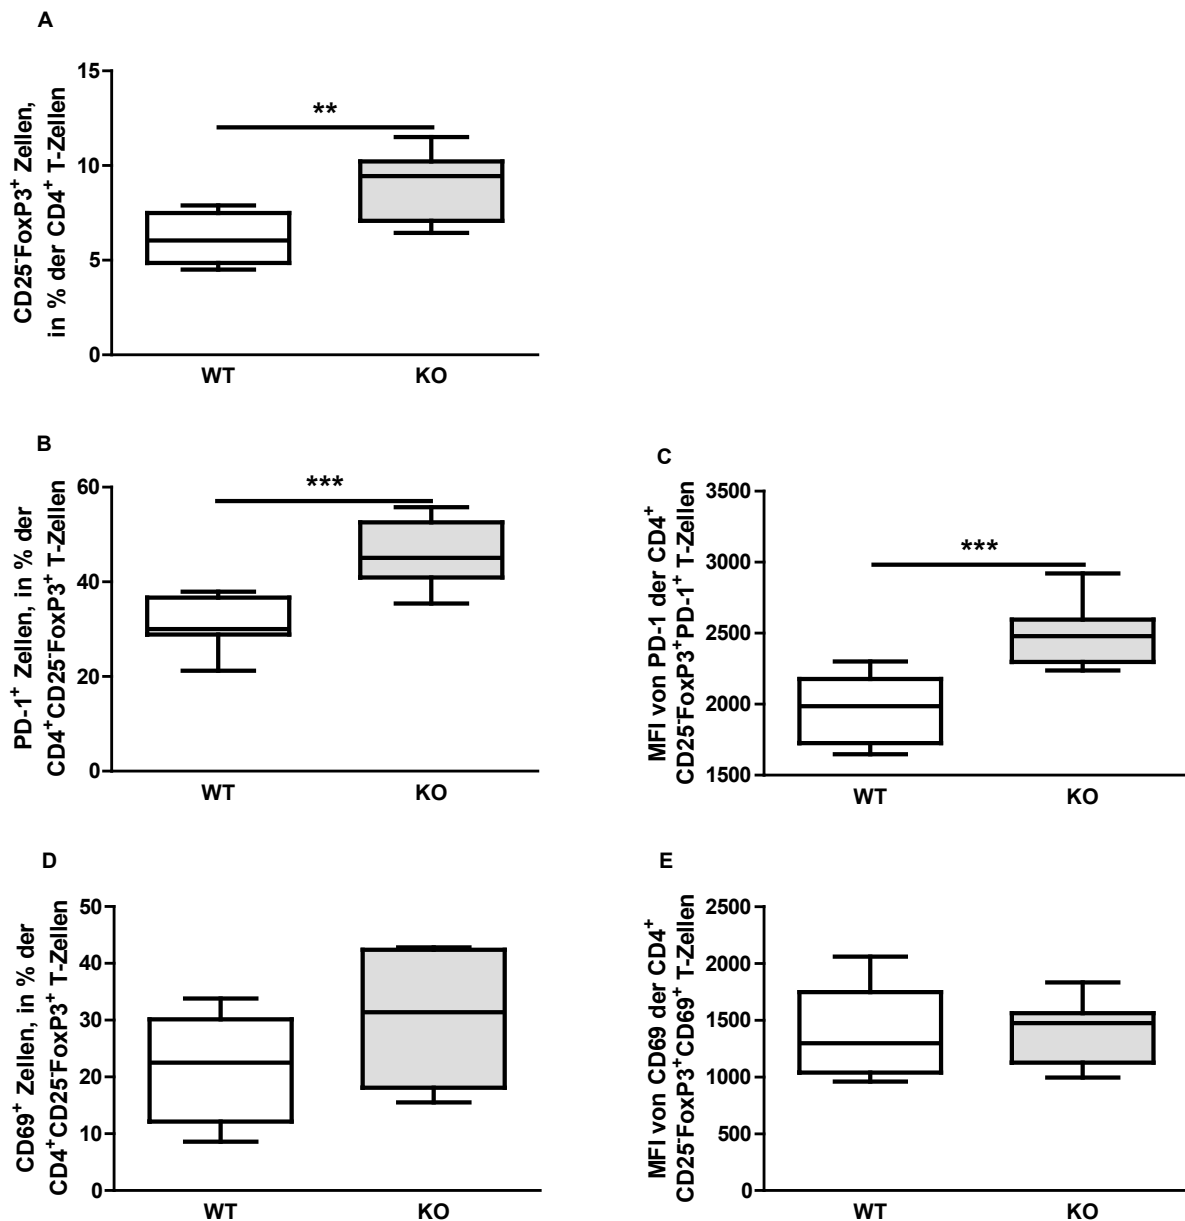 A
CD25⁻FoxP3⁺ Zellen,
in % der CD4⁺ T-Zellen
15
10
5
0
**
WT
KO
B
PD-1⁺ Zellen, in % der
CD4⁺CD25⁻FoxP3⁺ T-Zellen
60
40
20
0
***
WT
KO
C
MFI von PD-1 der CD4⁺
CD25⁻FoxP3⁺PD-1⁺ T-Zellen
3500
3000
2500
2000
1500
***
WT
KO
D
CD69⁺ Zellen, in % der
CD4⁺CD25⁻FoxP3⁺ T-Zellen
50
40
30
20
10
0
WT
KO
E
MFI von CD69 der CD4⁺
CD25⁻FoxP3⁺CD69⁺ T-Zellen
2500
2000
1500
1000
500
0
WT
KO